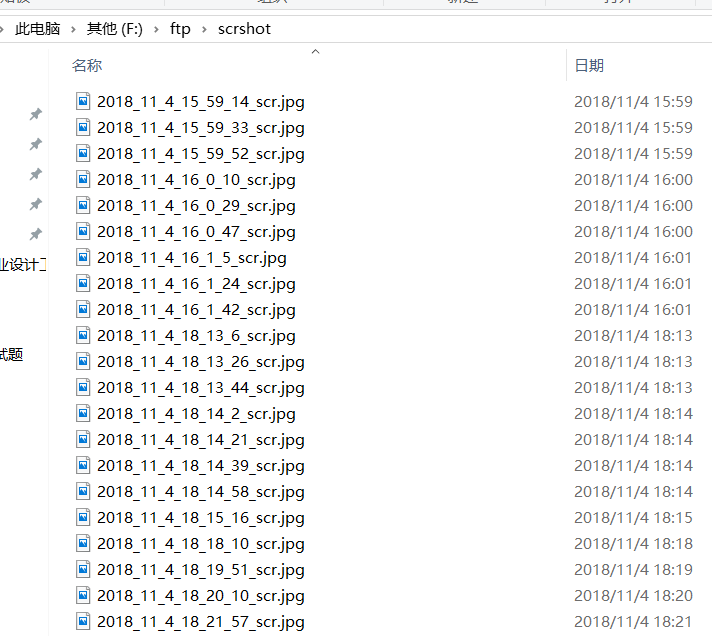 此电脑 › 其他 (F:) › ftp › scrshot
名称 日期
2018_11_4_15_59_14_scr.jpg 2018/11/4 15:59
2018_11_4_15_59_33_scr.jpg 2018/11/4 15:59
2018_11_4_15_59_52_scr.jpg 2018/11/4 15:59
2018_11_4_16_0_10_scr.jpg 2018/11/4 16:00
2018_11_4_16_0_29_scr.jpg 2018/11/4 16:00
2018_11_4_16_0_47_scr.jpg 2018/11/4 16:00
2018_11_4_16_1_5_scr.jpg 2018/11/4 16:01
业设计工
2018_11_4_16_1_24_scr.jpg 2018/11/4 16:01
2018_11_4_16_1_42_scr.jpg 2018/11/4 16:01
2018_11_4_18_13_6_scr.jpg 2018/11/4 18:13
试题
2018_11_4_18_13_26_scr.jpg 2018/11/4 18:13
2018_11_4_18_13_44_scr.jpg 2018/11/4 18:13
2018_11_4_18_14_2_scr.jpg 2018/11/4 18:14
2018_11_4_18_14_21_scr.jpg 2018/11/4 18:14
2018_11_4_18_14_39_scr.jpg 2018/11/4 18:14
2018_11_4_18_14_58_scr.jpg 2018/11/4 18:14
2018_11_4_18_15_16_scr.jpg 2018/11/4 18:15
2018_11_4_18_18_10_scr.jpg 2018/11/4 18:18
2018_11_4_18_19_51_scr.jpg 2018/11/4 18:19
2018_11_4_18_20_10_scr.jpg 2018/11/4 18:20
2018_11_4_18_21_57_scr.jpg 2018/11/4 18:21